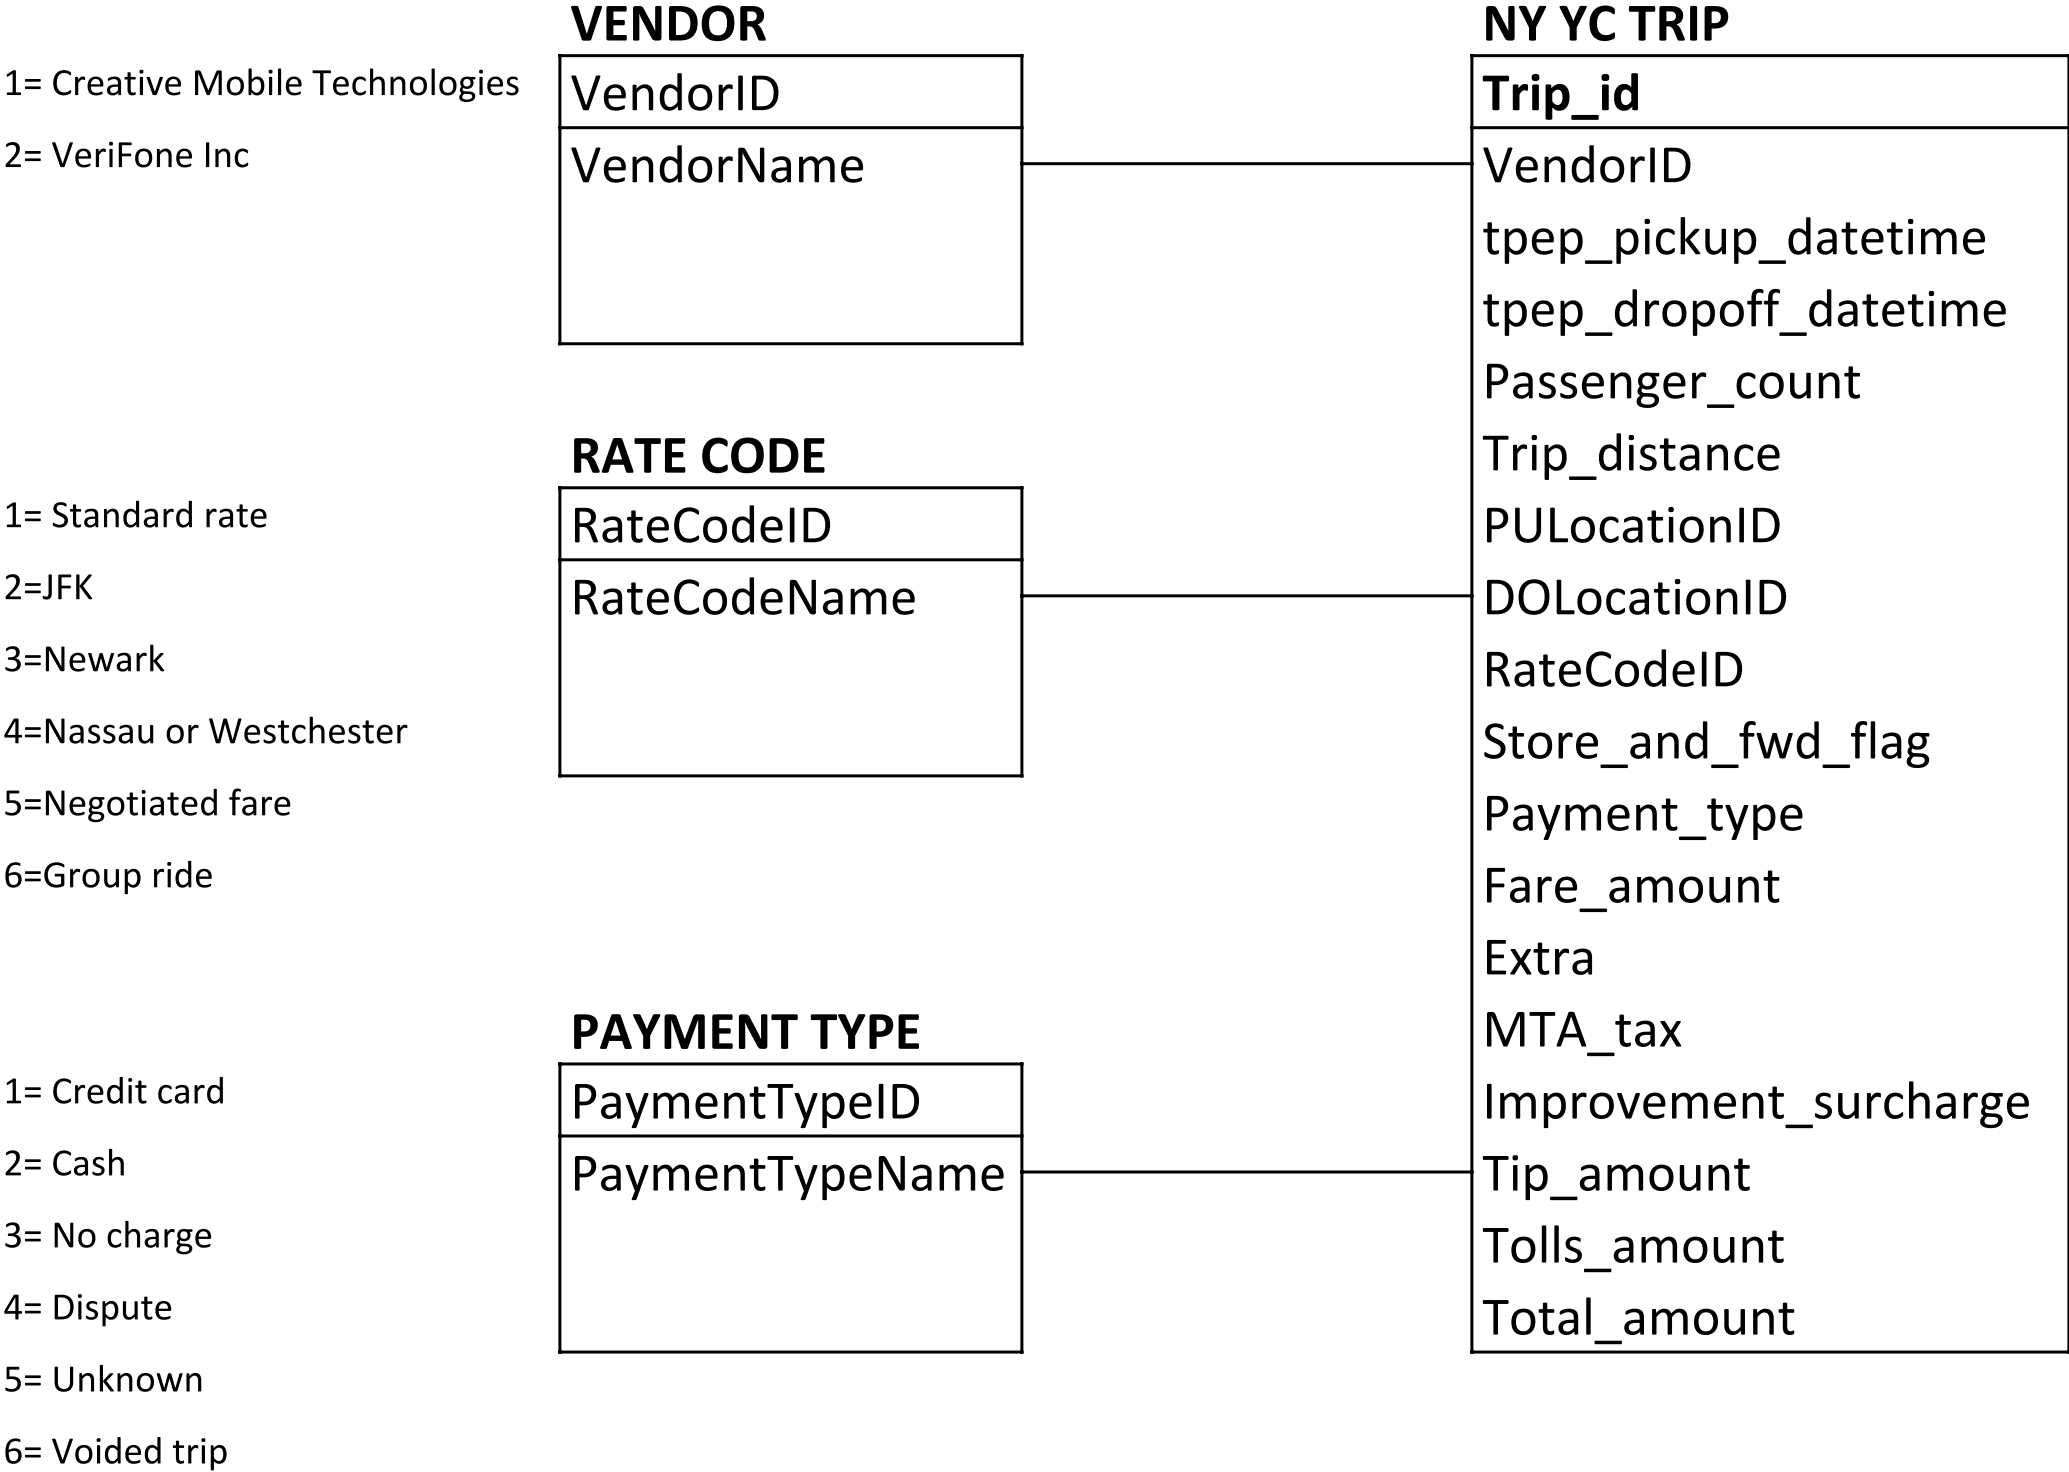 VENDOR
1= Creative Mobile Technologies
VendorID
2= VeriFone Inc
VendorName
RATE CODE
1= Standard rate
RateCodeID
2=JFK
RateCodeName
3=Newark
4=Nassau or Westchester
5=Negotiated fare
6=Group ride
PAYMENT TYPE
1= Credit card
PaymentTypeID
2= Cash
PaymentTypeName
3= No charge
4= Dispute
5= Unknown
6= Voided trip
NY YC TRIP
Trip_id
VendorID
tpep_pickup_datetime
tpep_dropoff_datetime
Passenger_count
Trip_distance
PULocationID
DOLocationID
RateCodeID
Store_and_fwd_flag
Payment_type
Fare_amount
Extra
MTA_tax
Improvement_surcharge
Tip_amount
Tolls_amount
Total_amount